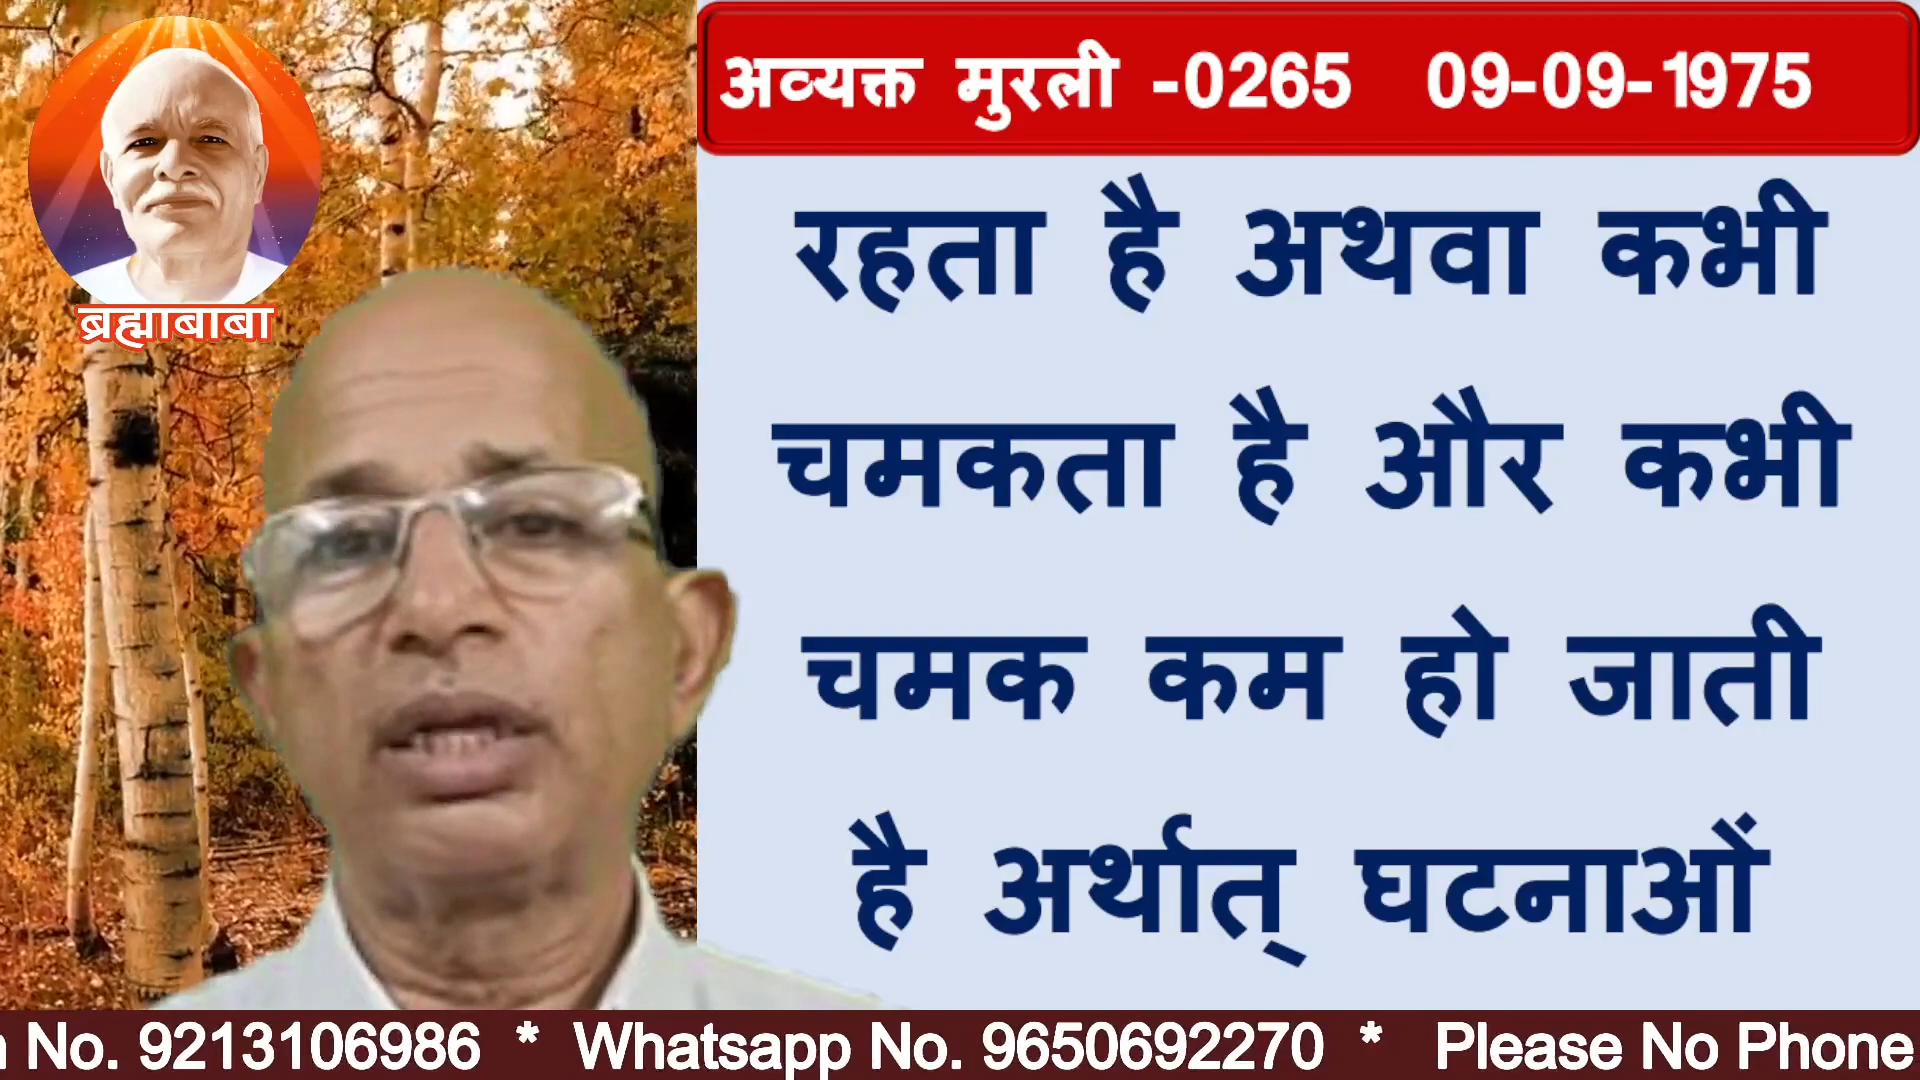 अव्यक्त मुरली -0265 09-09-1975
ब्रह्माबाबा
रहता है अथवा कभी
चमकता है और कभी
चमक कम हो जाती
है अर्थात् घटनाओं
No. 9213106986 * Whatsapp No. 9650692270 * Please No Phone